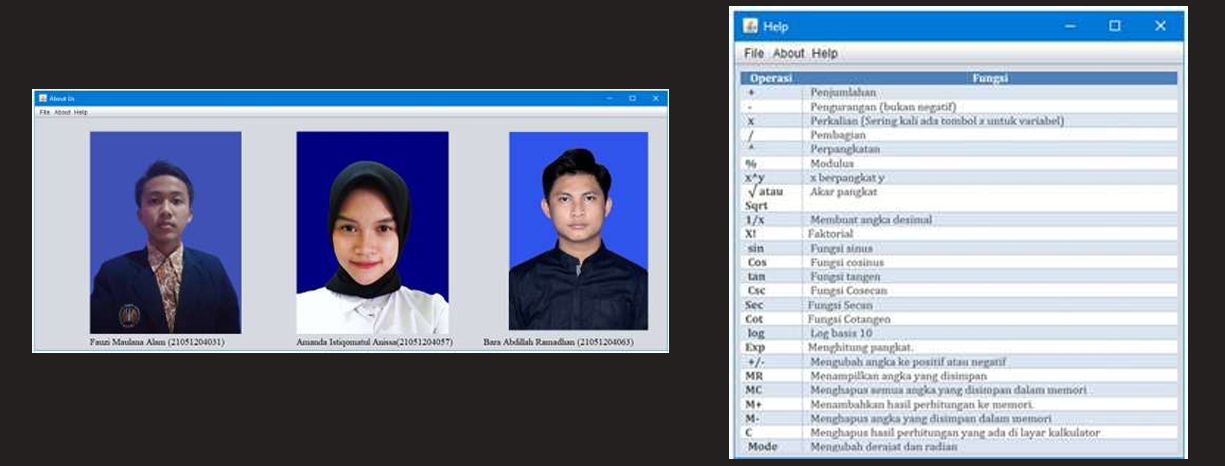 About Us
File About Help
Fauzi Maulana Alam (21051204031)
Amanda Istiqomatul Anissa(21051204057)
Bara Abdillah Ramadhan (21051204063)
Help
File About Help
Operasi Fungsi
+ Penjumlahan
- Pengurangan (bukan negatif)
x Perkalian (Sering kali ada tombol x untuk variabel)
/ Pembagian
^ Perpangkatan
% Modulus
x^y x berpangkat y
√ atau Akar pangkat
Sqrt
1/x Membuat angka desimal
X! Faktorial
sin Fungsi sinus
Cos Fungsi cosinus
tan Fungsi tangen
Csc Fungsi Cosecan
Sec Fungsi Secan
Cot Fungsi Cotangen
log Log basis 10
Exp Menghitung pangkat.
+/- Mengubah angka ke positif atau negatif
MR Menampilkan angka yang disimpan
MC Menghapus semua angka yang disimpan dalam memori
M+ Menambahkan hasil perhitungan ke memori.
M- Menghapus angka yang disimpan dalam memori
C Menghapus hasil perhitungan yang ada di layar kalkulator
Mode Mengubah derajat dan radian